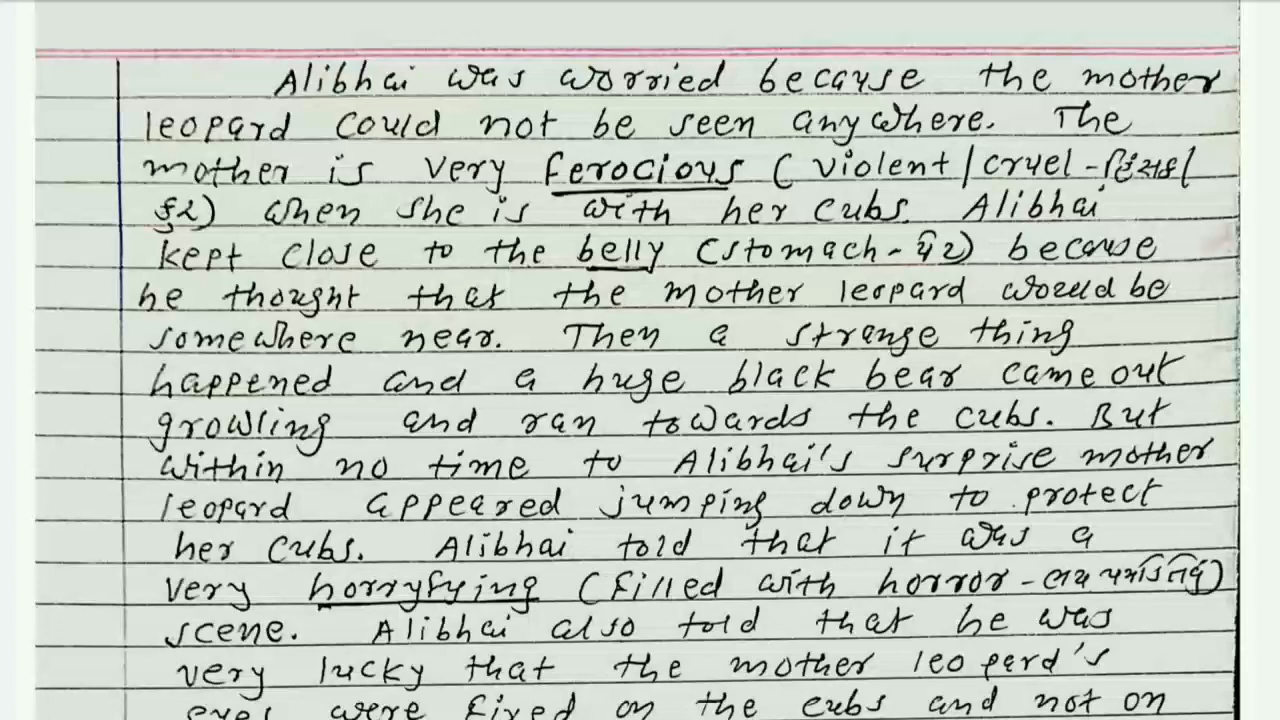 Alibhai was worried because the mother
leopard could not be seen anywhere. The
mother is very ferocious (violent/cruel - હિંસક/
ક્રૂર) when she is with her cubs. Alibhai
kept close to the belly (stomach - પેટ) because
he thought that the mother leopard would be
somewhere near. Then a strange thing
happened and a huge black bear came out
growling and ran towards the cubs. But
within no time to Alibhai's surprise mother
leopard appeared jumping down to protect
her cubs. Alibhai told that it was a
very horryfying (filled with horror -
scene. Alibhai also told that he was
very lucky that the mother leopard's
eyes were fixed on the cubs and not on